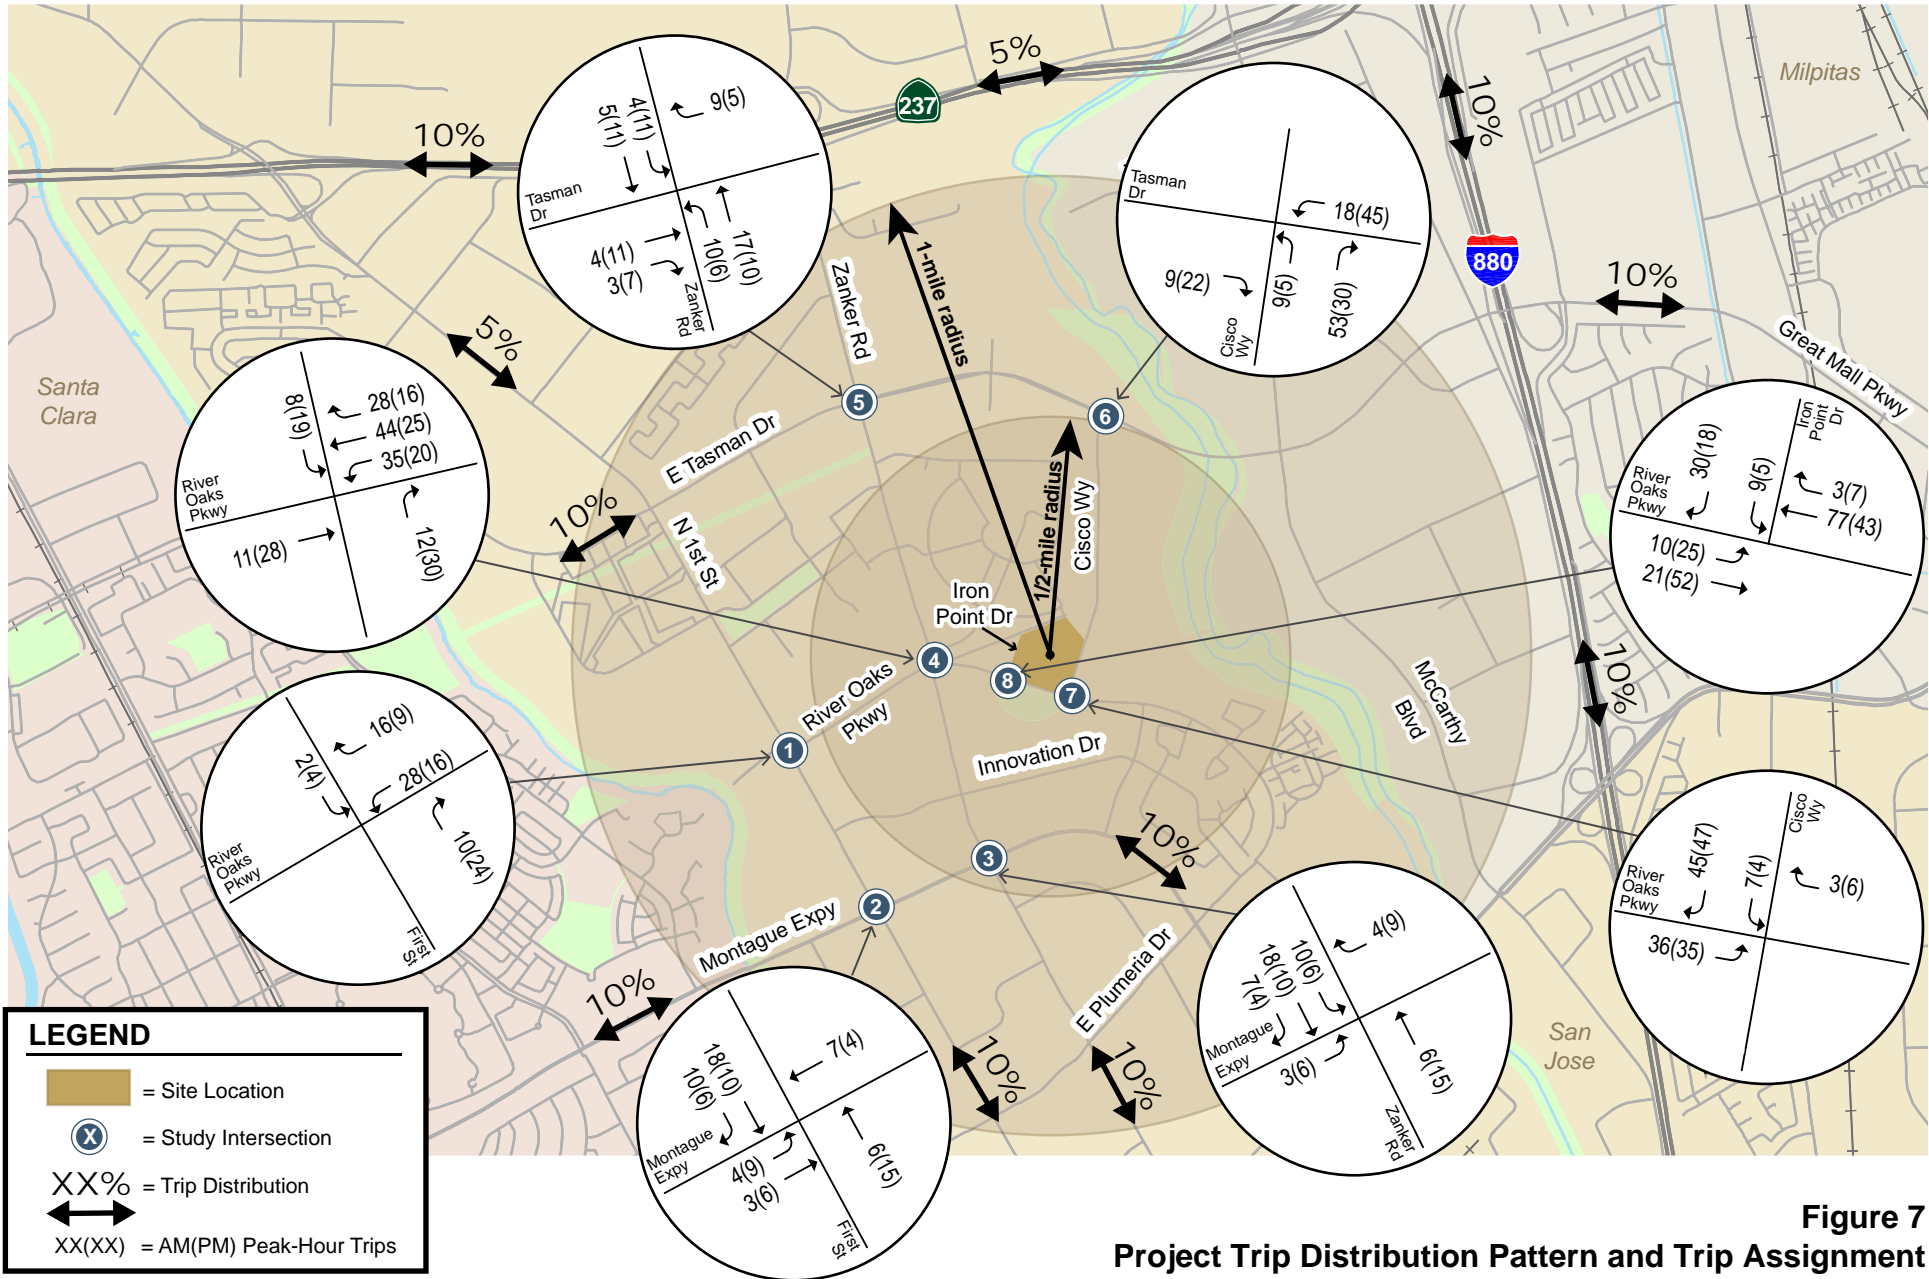 5%
237
10%
10%
Milpitas
4(11)
5(11)
9(5)
Tasman
Dr
4(11)
3(7)
10(6)
17(10)
Zanker
Rd
Tasman
Dr
18(45)
9(22)
9(5)
53(30)
Cisco
Wy
880
10%
Great Mall Pkwy
5%
Santa
Clara
Zanker Rd
1-mile radius
5
6
E Tasman Dr
10%
N 1st St
1/2-mile radius
Cisco Wy
Iron
Point Dr
4
8
7
River Oaks
Pkwy
1
Innovation Dr
McCarthy
Blvd
10%
3
2
10%
Montague Expy
10%
E Plumeria Dr
10%
10%
San
Jose
8(19)
28(16)
44(25)
35(20)
River
Oaks
Pkwy
11(28)
12(30)
Iron
Point
Dr
30(18)
9(5)
River
Oaks
Pkwy
3(7)
77(43)
10(25)
21(52)
16(9)
2(4)
28(16)
River
Oaks
Pkwy
10(24)
First
St
Cisco
Wy
45(47)
7(4)
3(6)
River
Oaks
Pkwy
36(35)
18(10)
10(6)
7(4)
Montague
Expy
4(9)
3(6)
6(15)
First
St
10(6)
18(10)
7(4)
4(9)
Montague
Expy
3(6)
6(15)
Zanker
Rd
LEGEND
= Site Location
X = Study Intersection
XX% = Trip Distribution
XX(XX) = AM(PM) Peak-Hour Trips
Figure 7
Project Trip Distribution Pattern and Trip Assignment